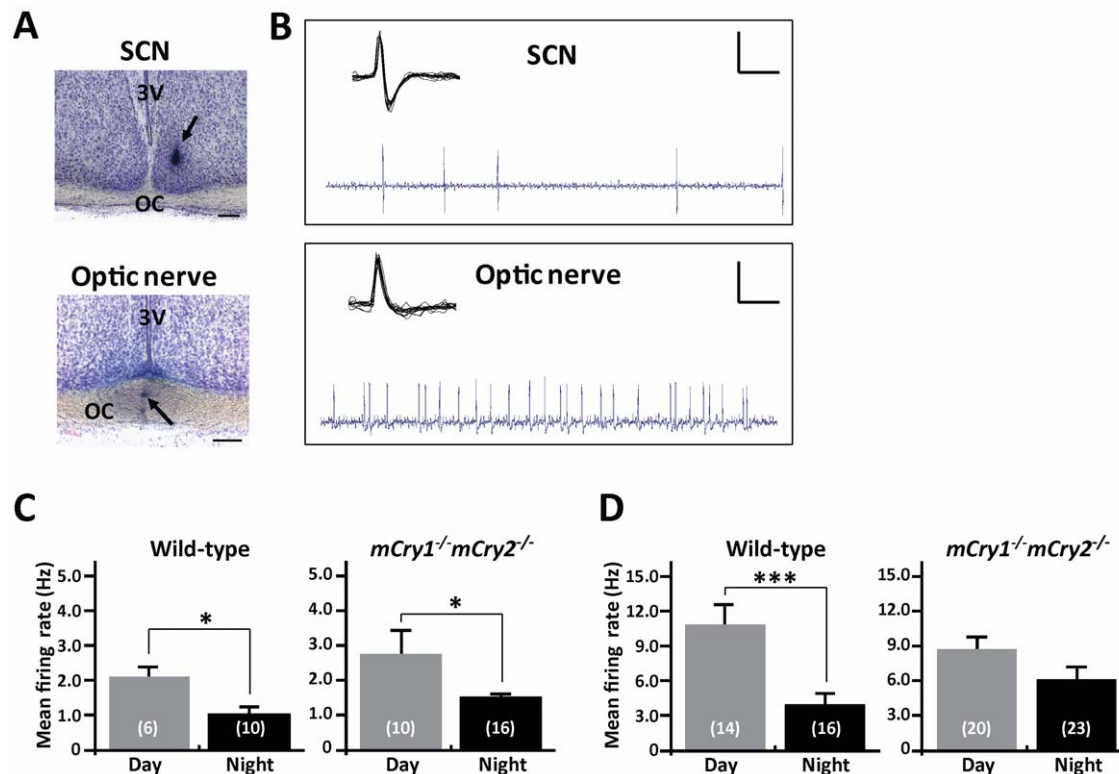 A
SCN
3V
OC
Optic nerve
3V
OC
B
SCN
Optic nerve
C
Wild-type
Mean firing rate (Hz)
5.0
4.0
3.0
2.0
1.0
0
*
(6)
(10)
Day
Night
mCry1-/-mCry2-/-
5.0
4.0
3.0
2.0
1.0
0
*
(10)
(16)
Day
Night
D
Wild-type
Mean firing rate (Hz)
15.0
12.0
9.0
6.0
3.0
0
***
(14)
(16)
Day
Night
mCry1-/-mCry2-/-
15.0
12.0
9.0
6.0
3.0
0
(20)
(23)
Day
Night